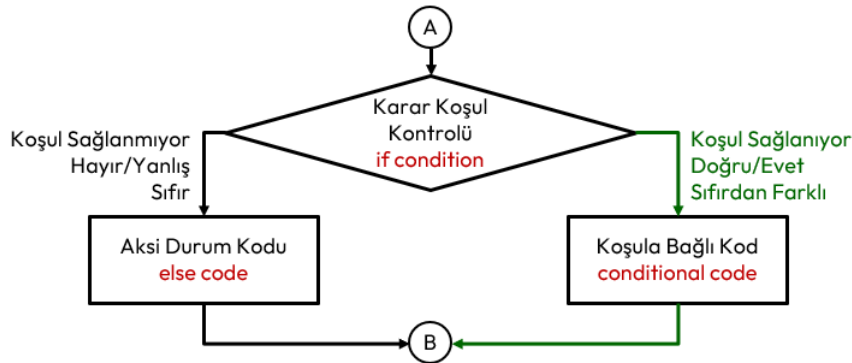 A
Karar Koşul
Kontrolü
if condition
Koşul Sağlanmıyor
Hayır/Yanlış
Sıfır
Koşul Sağlanıyor
Doğru/Evet
Sıfırdan Farklı
Aksi Durum Kodu
else code
Koşula Bağlı Kod
conditional code
B